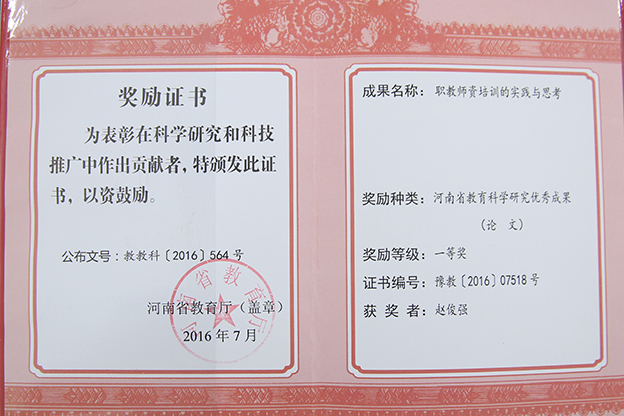 奖励证书
为表彰在科学研究和科技
推广中作出贡献者，特颁发此证
书，以资鼓励。
公布文号：教教科〔2016〕564号
河南省教育厅（盖章）
2016年7月
河南省教育厅
成果名称：职教师资培训的实践与思考
奖励种类：河南省教育科学研究优秀成果
（论 文）
奖励等级：一等奖
证书编号：豫教〔2016〕07518号
获 奖 者：赵俊强